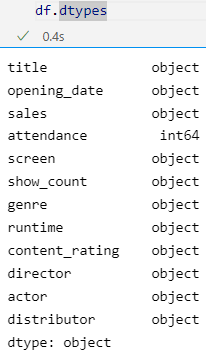 df.dtypes
✓ 0.4s
title object
opening_date object
sales object
attendance int64
screen object
show_count object
genre object
runtime object
content_rating object
director object
actor object
distributor object
dtype: object